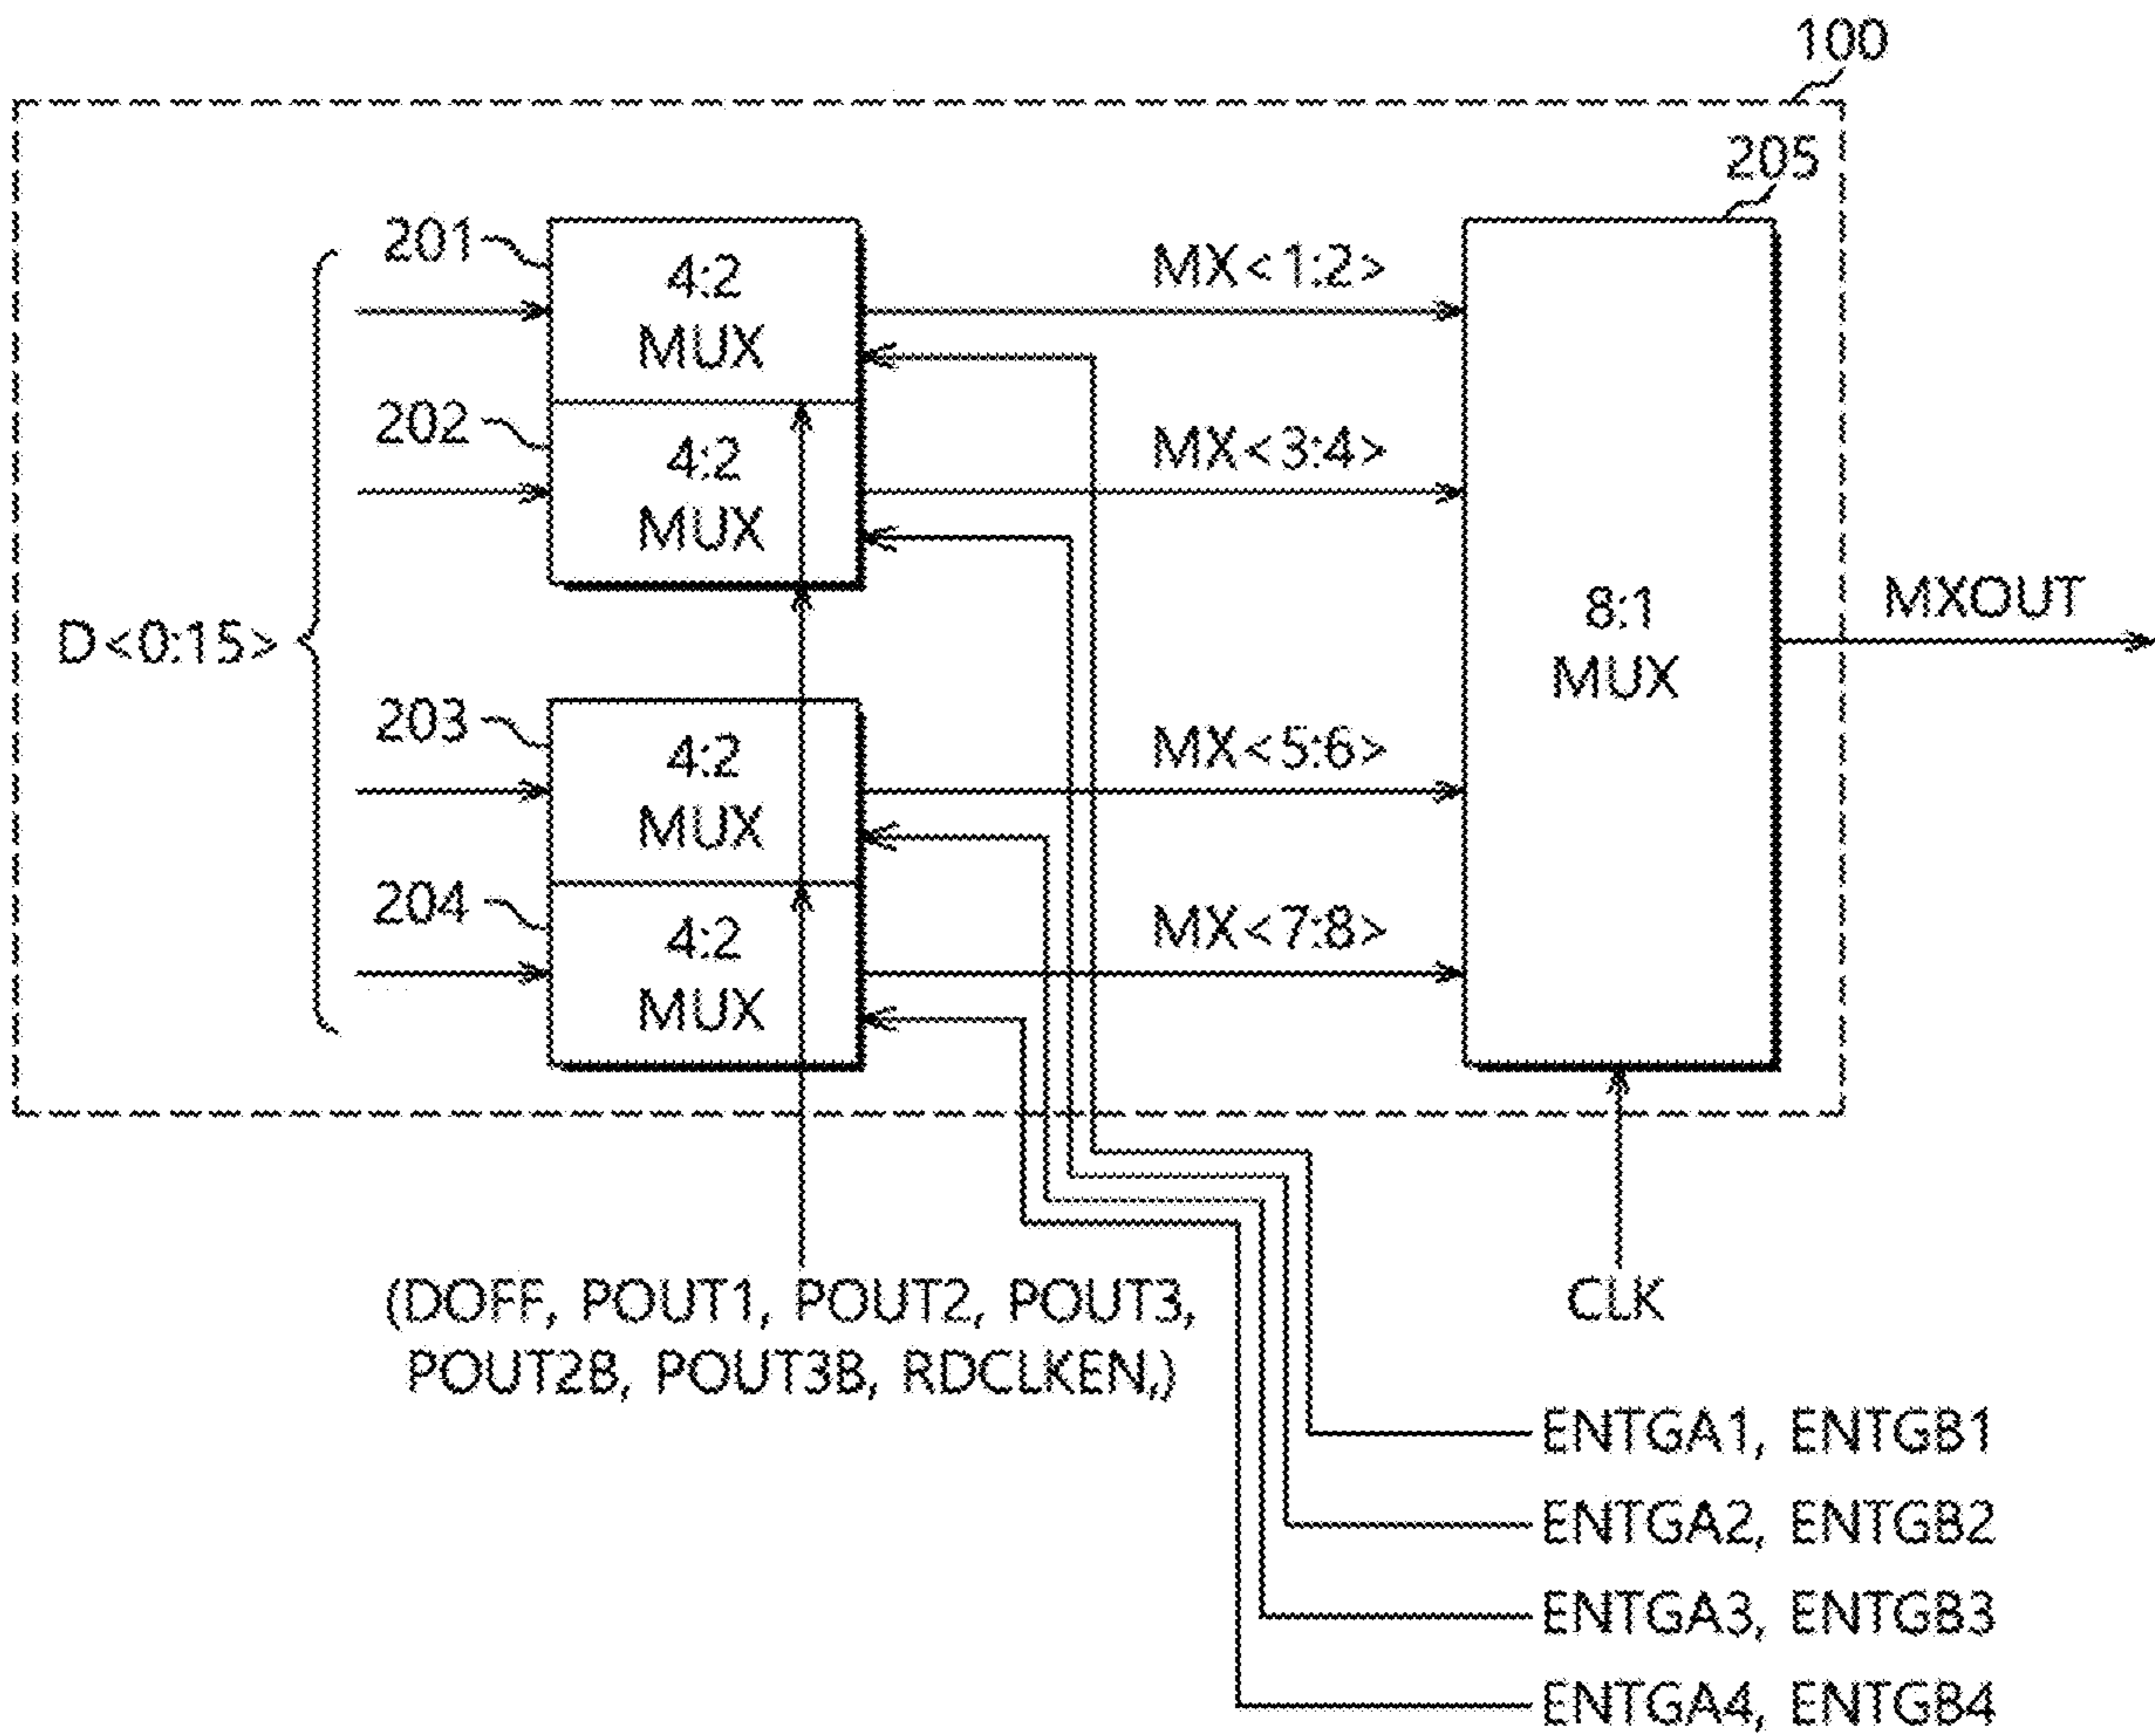 100
205
201
4:2
MUX
MX<1:2>
202
4:2
MUX
MX<3:4>
D<0:15>
8:1
MUX
MXOUT
203
4:2
MUX
MX<5:6>
204
4:2
MUX
MX<7:8>
(DOFF, POUT1, POUT2, POUT3,
POUT2B, POUT3B, RDCLKEN,)
CLK
ENTGA1, ENTGB1
ENTGA2, ENTGB2
ENTGA3, ENTGB3
ENTGA4, ENTGB4